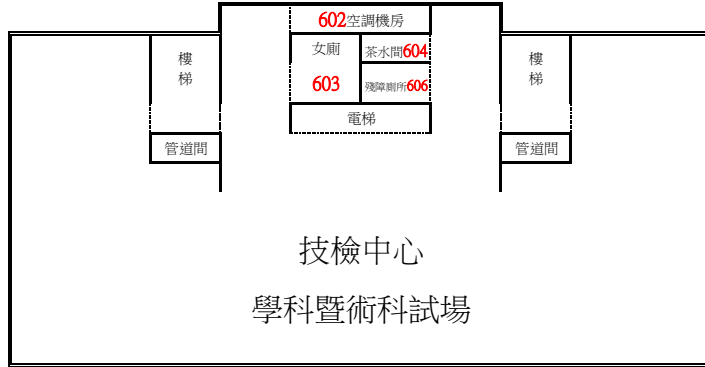 602空調機房
女廁
603
茶水間604
殘障廁所606
電梯
樓
梯
管道間
樓
梯
管道間
技檢中心
學科暨術科試場